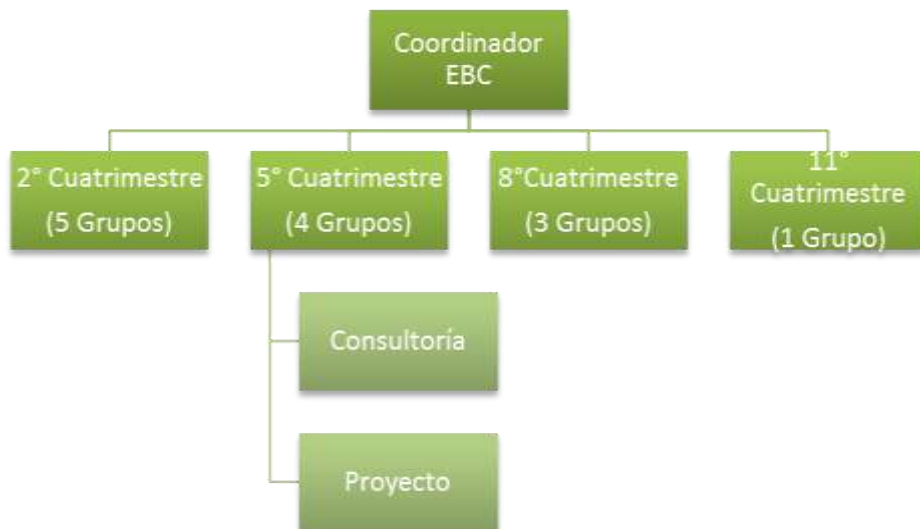 Coordinador
EBC
2° Cuatrimestre
(5 Grupos)
5° Cuatrimestre
(4 Grupos)
8°Cuatrimestre
(3 Grupos)
11°
Cuatrimestre
(1 Grupo)
Consultoría
Proyecto